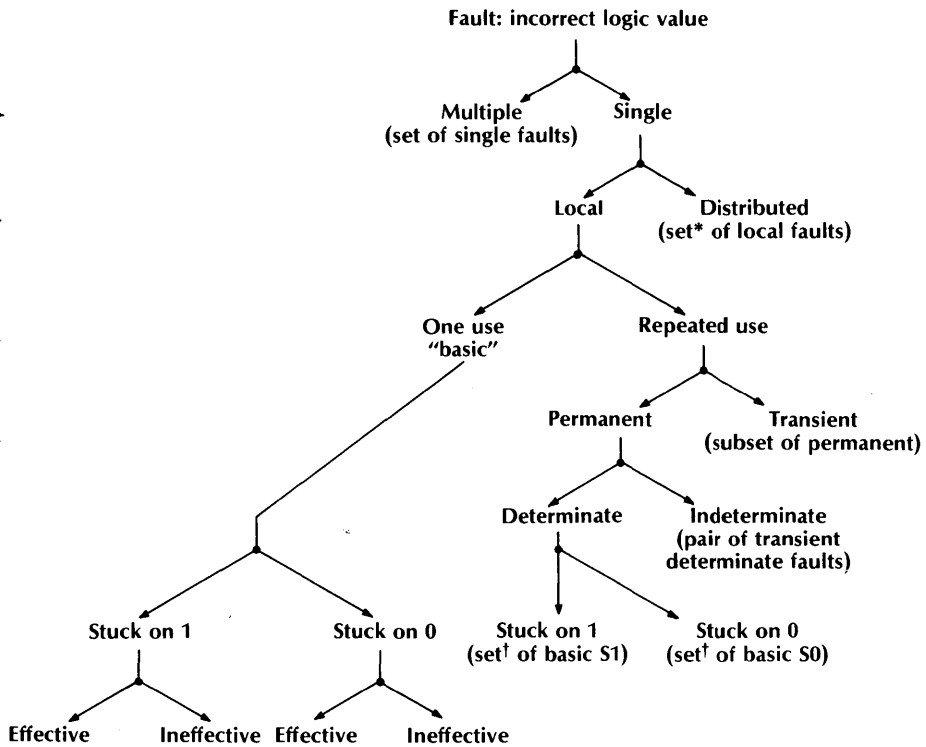 Fault: incorrect logic value
Multiple
(set of single faults)
Single
Local
Distributed
(set* of local faults)
One use
“basic”
Repeated use
Permanent
Transient
(subset of permanent)
Determinate
Indeterminate
(pair of transient
determinate faults)
Stuck on 1
Stuck on 0
Stuck on 1
(set† of basic S1)
Stuck on 0
(set† of basic S0)
Effective
Ineffective
Effective
Ineffective